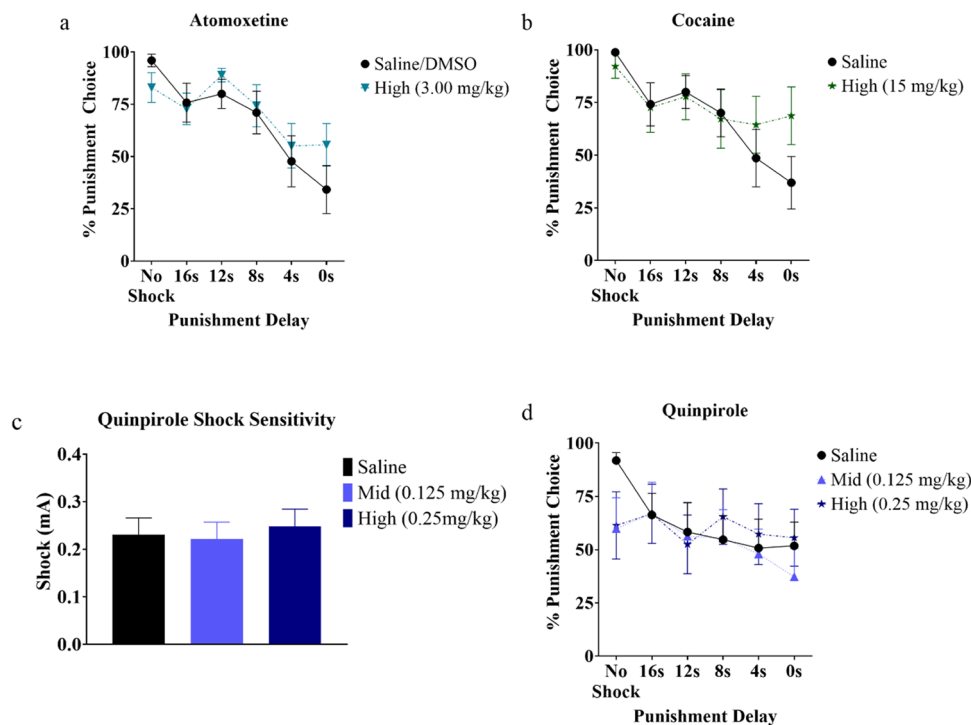 a
Atomoxetine
% Punishment Choice
100
75
50
25
0
No Shock
16s
12s
8s
4s
0s
Punishment Delay
Saline/DMSO
High (3.00 mg/kg)
b
Cocaine
% Punishment Choice
100
75
50
25
0
No Shock
16s
12s
8s
4s
0s
Punishment Delay
Saline
High (15 mg/kg)
c
Quinpirole Shock Sensitivity
Shock (mA)
0.4
0.3
0.2
0.1
0.0
Saline
Mid (0.125 mg/kg)
High (0.25mg/kg)
d
Quinpirole
% Punishment Choice
100
75
50
25
0
No Shock
16s
12s
8s
4s
0s
Punishment Delay
Saline
Mid (0.125 mg/kg)
High (0.25 mg/kg)